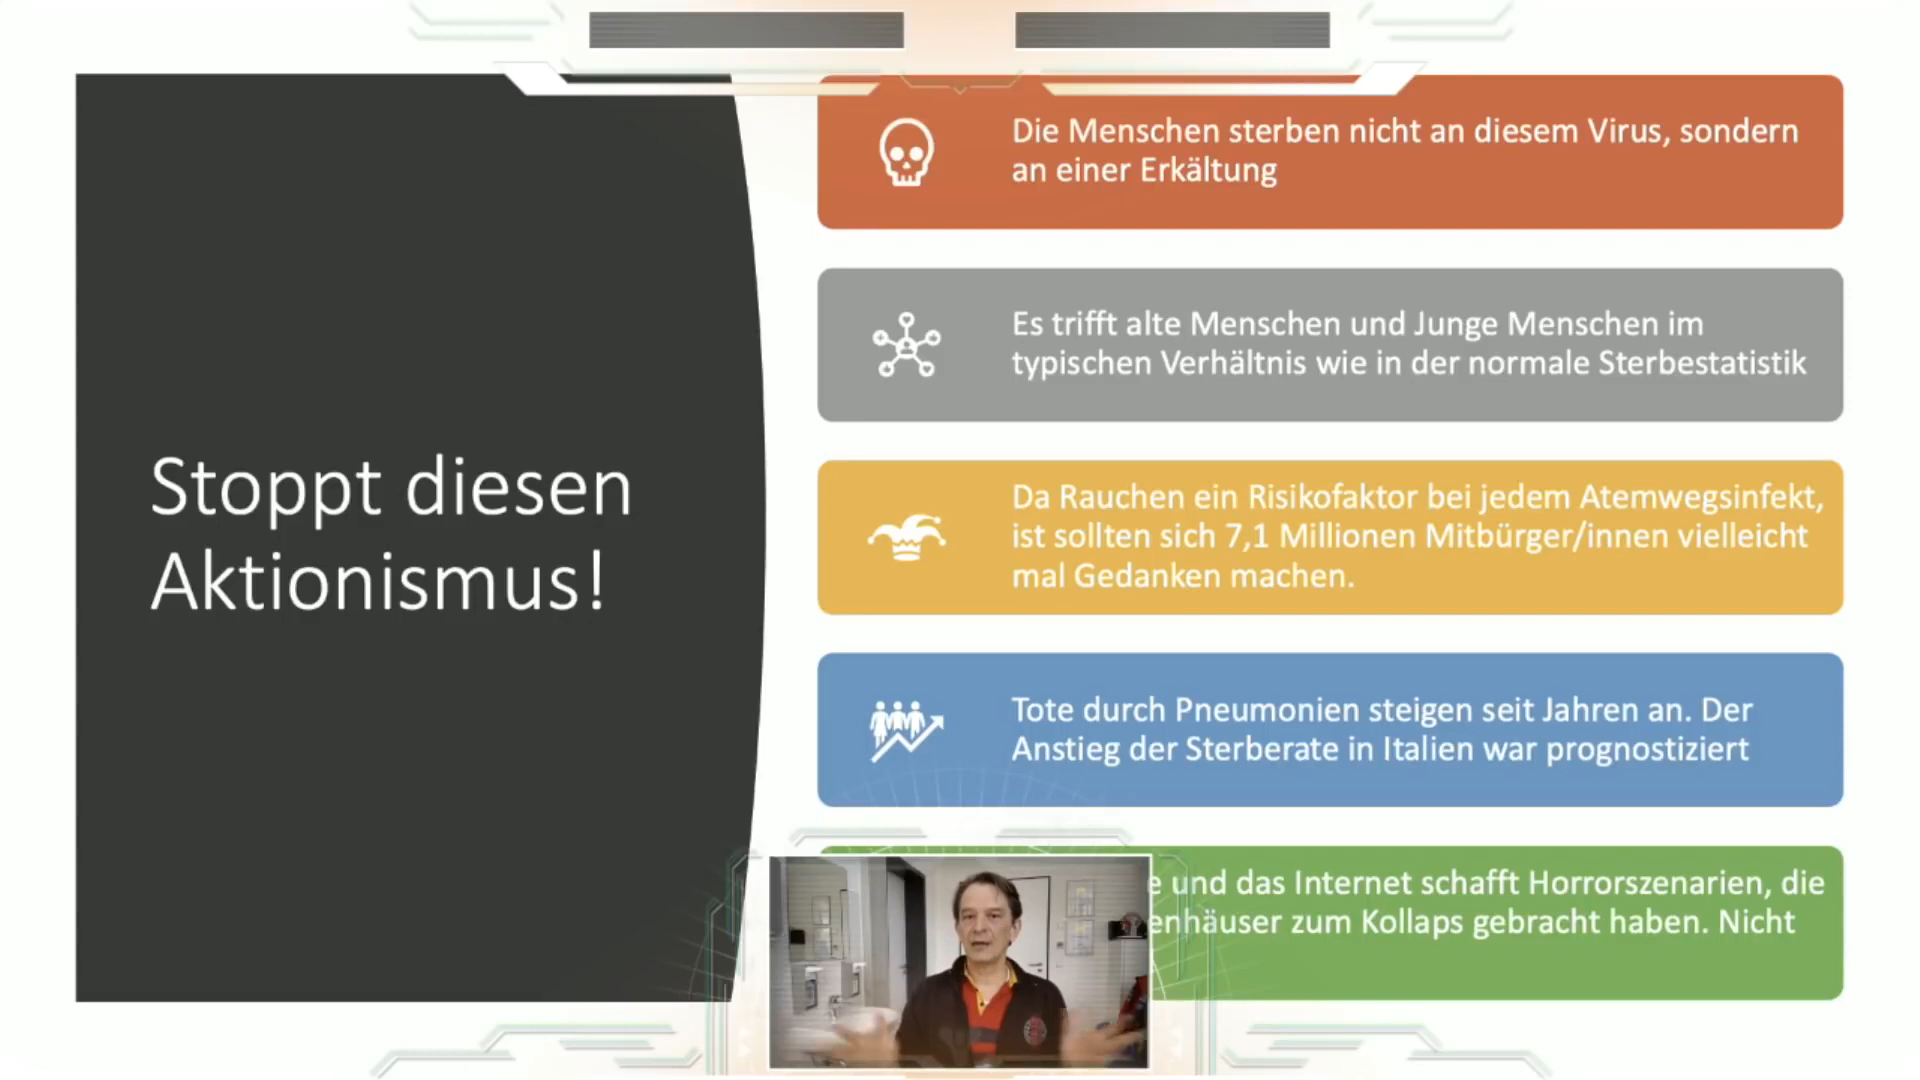 Stoppt diesen
Aktionismus!
Die Menschen sterben nicht an diesem Virus, sondern
an einer Erkältung
Es trifft alte Menschen und Junge Menschen im
typischen Verhältnis wie in der normale Sterbestatistik
Da Rauchen ein Risikofaktor bei jedem Atemwegsinfekt,
ist sollten sich 7,1 Millionen Mitbürger/innen vielleicht
mal Gedanken machen.
Tote durch Pneumonien steigen seit Jahren an. Der
Anstieg der Sterberate in Italien war prognostiziert
e und das Internet schafft Horrorszenarien, die
enhäuser zum Kollaps gebracht haben. Nicht